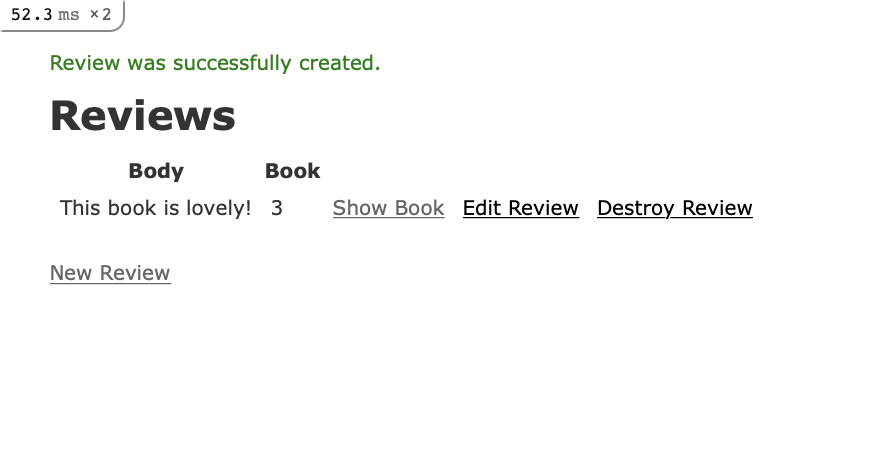 52.3 ms ×2
Review was successfully created.
Reviews
Body Book
This book is lovely! 3 Show Book Edit Review Destroy Review
New Review